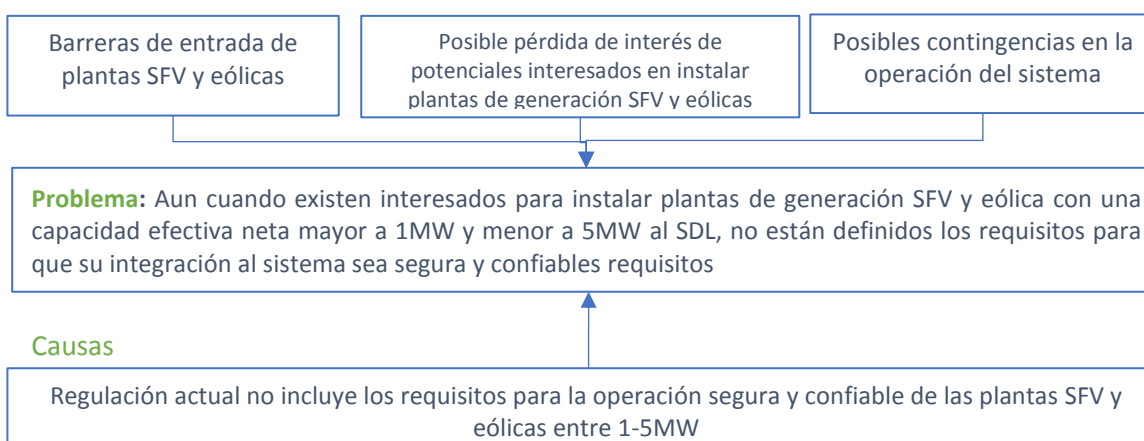 Barreras de entrada de
plantas SFV y eólicas
Posible pérdida de interés de
potenciales interesados en instalar
plantas de generación SFV y eólicas
Posibles contingencias en la
operación del sistema
Problema: Aun cuando existen interesados para instalar plantas de generación SFV y eólica con una
capacidad efectiva neta mayor a 1MW y menor a 5MW al SDL, no están definidos los requisitos para
que su integración al sistema sea segura y confiables requisitos
Causas
Regulación actual no incluye los requisitos para la operación segura y confiable de las plantas SFV y
eólicas entre 1-5MW